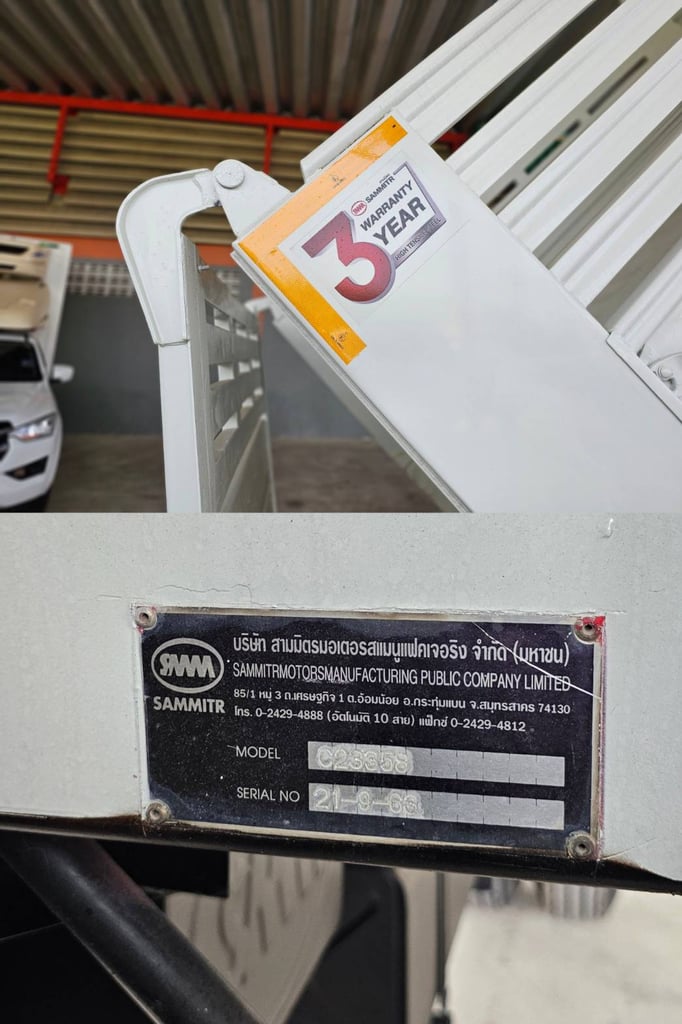 SAMMITR
3
WARRANTY
YEAR
HIGH TENSILE STEEL
SMM
บริษัท สามมิตรมอเตอร์สแมนูแฟคเจอริง จำกัด (มหาชน)
SAMMITRMOTORSMANUFACTURING PUBLIC COMPANY LIMITED
SAMMITR
85/1 หมู่ 3 ถ.เศรษฐกิจ 1 ต.อ้อมน้อย อ.กระทุ่มแบน จ.สมุทรสาคร 74130
โทร. 0-2429-4888 (อัตโนมัติ 10 สาย) แฟ็กซ์ 0-2429-4812
MODEL C23358
SERIAL NO 21-9-63